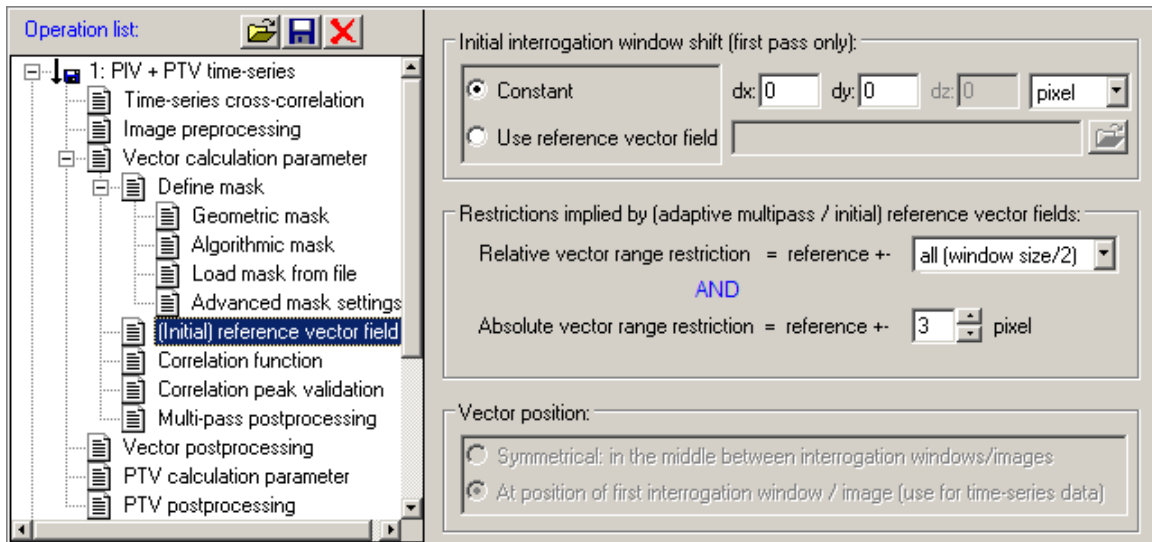 Operation list:
1: PIV + PTV time-series
Time-series cross-correlation
Image preprocessing
Vector calculation parameter
Define mask
Geometric mask
Algorithmic mask
Load mask from file
Advanced mask settings
(Initial) reference vector field
Correlation function
Correlation peak validation
Multi-pass postprocessing
Vector postprocessing
PTV calculation parameter
PTV postprocessing
Initial interrogation window shift (first pass only):
Constant dx: 0 dy: 0 dz: 0 pixel
Use reference vector field
Restrictions implied by (adaptive multipass / initial) reference vector fields:
Relative vector range restriction = reference +- all (window size/2)
AND
Absolute vector range restriction = reference +- 3 pixel
Vector position:
Symmetrical: in the middle between interrogation windows/images
At position of first interrogation window / image (use for time-series data)